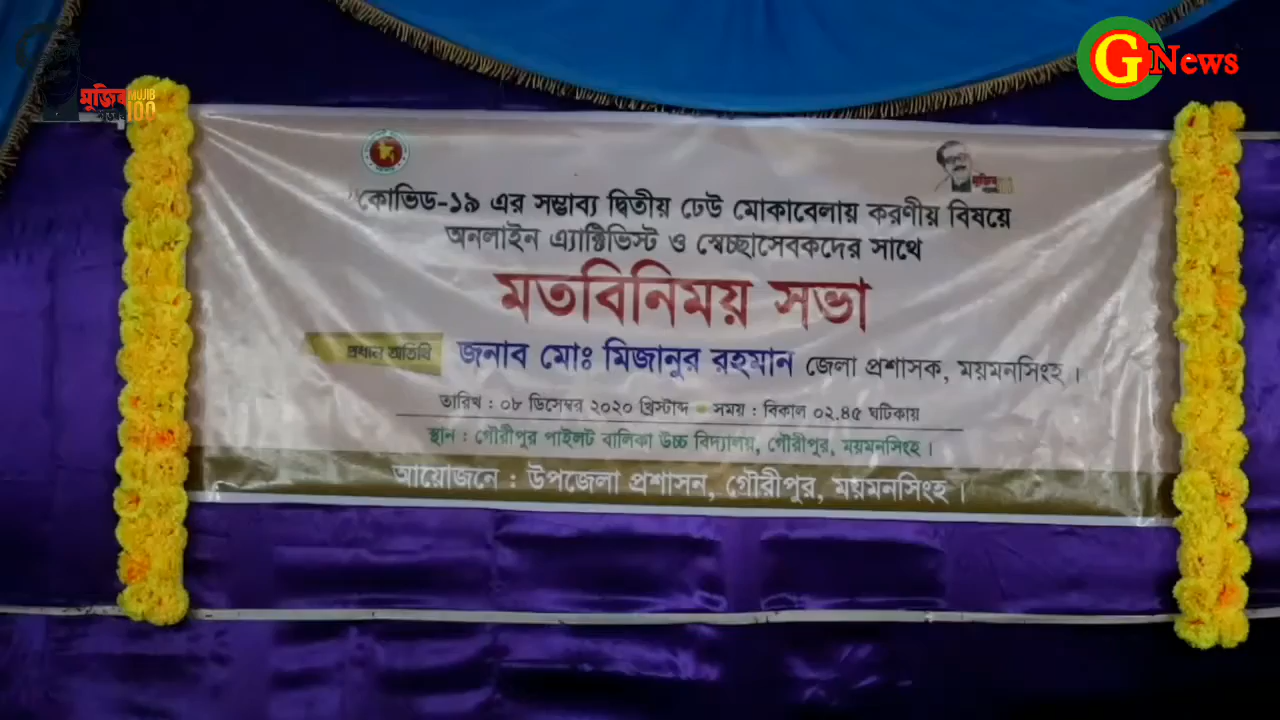 GNews
মুজিব MUJIB
100
"কোভিড-১৯ এর সম্ভাব্য দ্বিতীয় ঢেউ মোকাবেলায় করণীয় বিষয়ে
অনলাইন এ্যাক্টিভিস্ট ও স্বেচ্ছাসেবকদের সাথে
মতবিনিময় সভা
প্রধান অতিথি জনাব মোঃ মিজানুর রহমান জেলা প্রশাসক, ময়মনসিংহ ।
তারিখ : ০৮ ডিসেম্বর ২০২০ খ্রিস্টাব্দ সময় : বিকাল ০২.৪৫ ঘটিকায়
স্থান : গৌরীপুর পাইলট বালিকা উচ্চ বিদ্যালয়, গৌরীপুর, ময়মনসিংহ ।
আয়োজনে : উপজেলা প্রশাসন, গৌরীপুর, ময়মনসিংহ ।